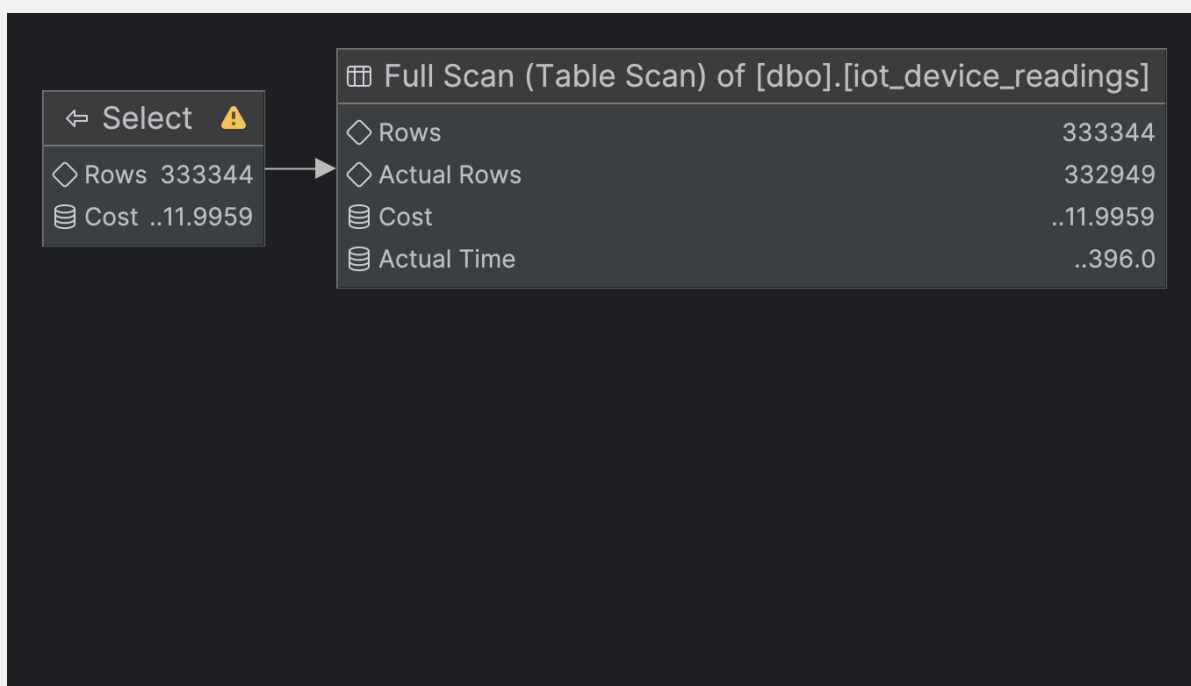 Select
Rows 333344
Cost ..11.9959
Full Scan (Table Scan) of [dbo].[iot_device_readings]
Rows 333344
Actual Rows 332949
Cost ..11.9959
Actual Time ..396.0